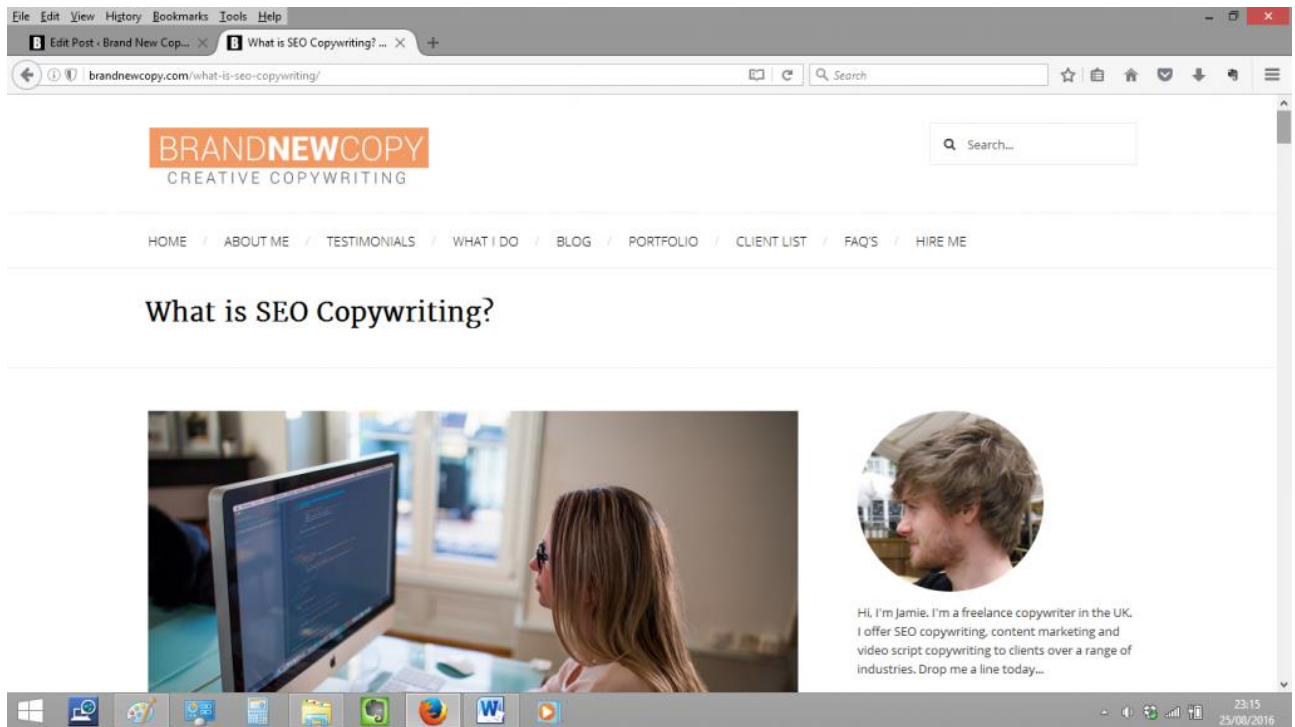 File Edit View History Bookmarks Tools Help
Edit Post ‹ Brand New Cop...
What is SEO Copywriting? ...
brandnewcopy.com/what-is-seo-copywriting/
Search
BRANDNEWCOPY
CREATIVE COPYWRITING
Search...
HOME / ABOUT ME / TESTIMONIALS / WHAT I DO / BLOG / PORTFOLIO / CLIENT LIST / FAQ'S / HIRE ME
What is SEO Copywriting?
Hi, I'm Jamie. I'm a freelance copywriter in the UK.
I offer SEO copywriting, content marketing and
video script copywriting to clients over a range of
industries. Drop me a line today...
23:15
25/08/2016